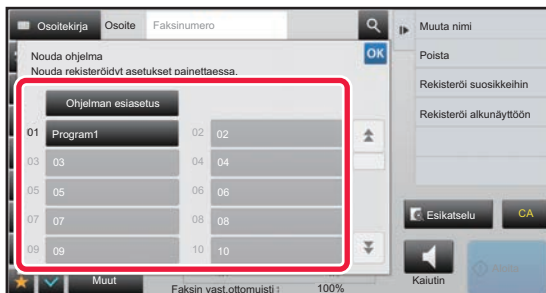 Osoitekirja Osoite Faksinumero
Nouda ohjelma OK
Nouda rekisteröidyt asetukset painettaessa.
Ohjelman esiasetus
01 Program1 02 02
03 03 04 04
05 05 06 06
07 07 08 08
09 09 10 10
Muut
Faksin vast.ottomuisti : 100%
Muuta nimi
Poista
Rekisteröi suosikkeihin
Rekisteröi alkunäyttöön
Esikatselu CA
Kaiutin Aloita